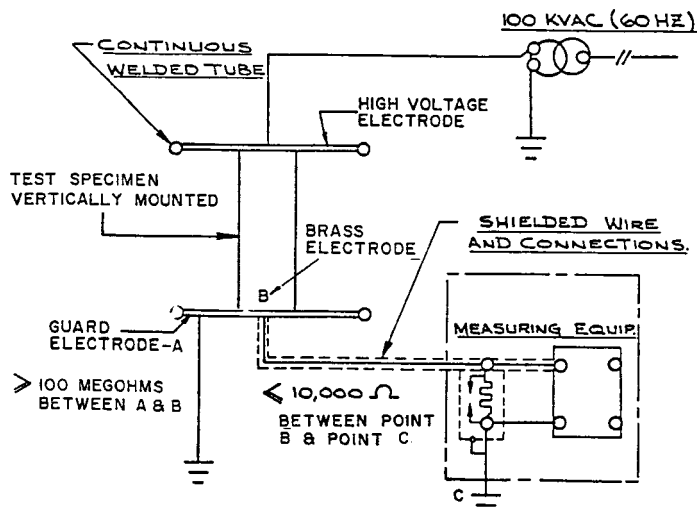 100 KVAC (60 HZ)
CONTINUOUS
WELDED TUBE
HIGH VOLTAGE
ELECTRODE
TEST SPECIMEN
VERTICALLY MOUNTED
BRASS
ELECTRODE
SHIELDED WIRE
AND CONNECTIONS.
B
GUARD
ELECTRODE-A
MEASURING EQUIP.
⩾ 100 MEGOHMS
BETWEEN A & B
⩽ 10,000 Ω
BETWEEN POINT
B & POINT C.
C